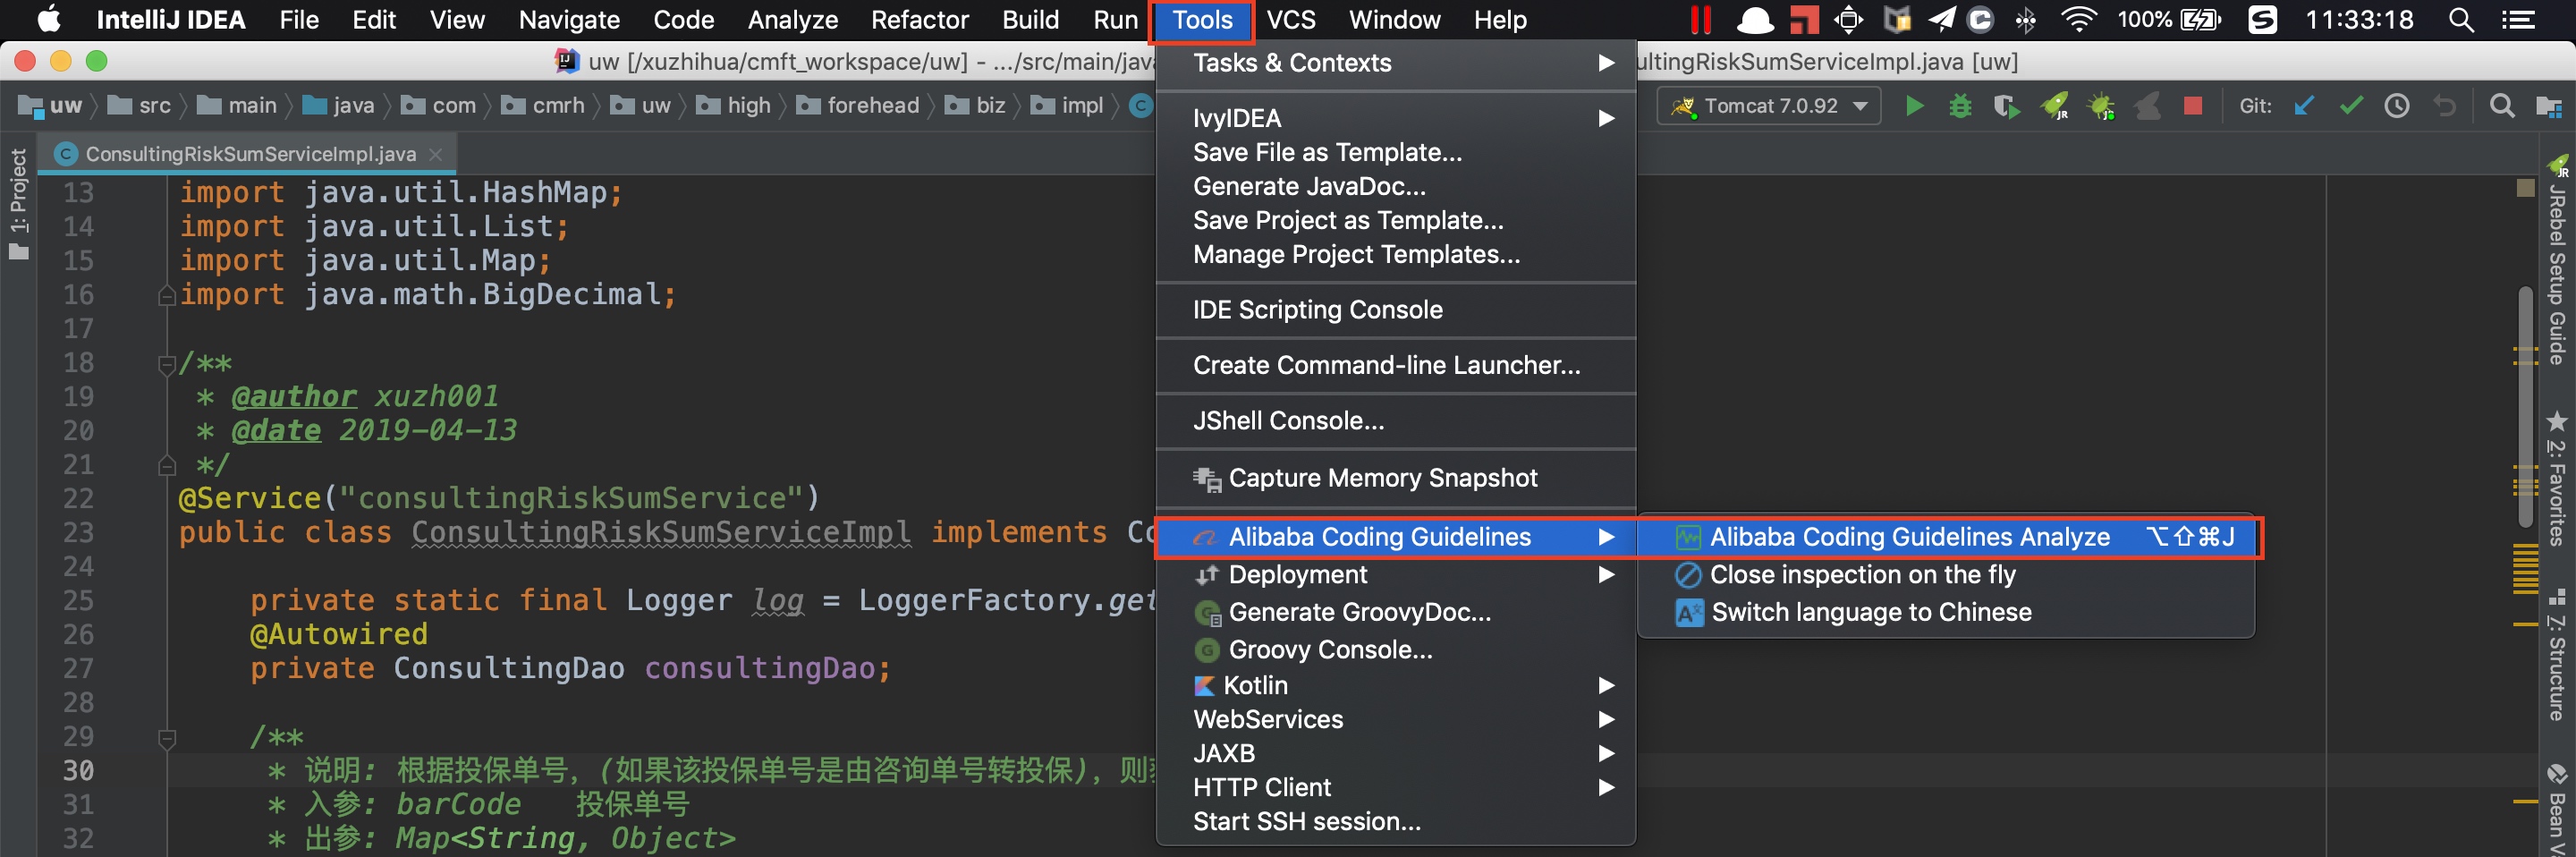 IntelliJ IDEA File Edit View Navigate Code Analyze Refactor Build Run Tools VCS Window Help 100% 11:33:18
uw [/xuzhihua/cmft_workspace/uw] - .../src/main/java
ultingRiskSumServiceImpl.java [uw]
uw src main java com cmrh uw high forehead biz impl
Tomcat 7.0.92
Git:
ConsultingRiskSumServiceImpl.java
1: Project
13 import java.util.HashMap;
14 import java.util.List;
15 import java.util.Map;
16 import java.math.BigDecimal;
17
18 /**
19 * @author xuzh001
20 * @date 2019-04-13
21 */
22 @Service("consultingRiskSumService")
23 public class ConsultingRiskSumServiceImpl implements Co
24
25 private static final Logger log = LoggerFactory.get
26 @Autowired
27 private ConsultingDao consultingDao;
28
29 /**
30 * 说明: 根据投保单号, (如果该投保单号是由咨询单号转投保), 则
31 * 入参: barCode 投保单号
32 * 出参: Map<String, Object>
Tasks & Contexts
IvyIDEA
Save File as Template...
Generate JavaDoc...
Save Project as Template...
Manage Project Templates...
IDE Scripting Console
Create Command-line Launcher...
JShell Console...
Capture Memory Snapshot
Alibaba Coding Guidelines
Deployment
Generate GroovyDoc...
Groovy Console...
Kotlin
WebServices
JAXB
HTTP Client
Start SSH session...
Alibaba Coding Guidelines Analyze ⌥⇧⌘J
Close inspection on the fly
Switch language to Chinese
JRebel Setup Guide
2: Favorites
7: Structure
Bean V